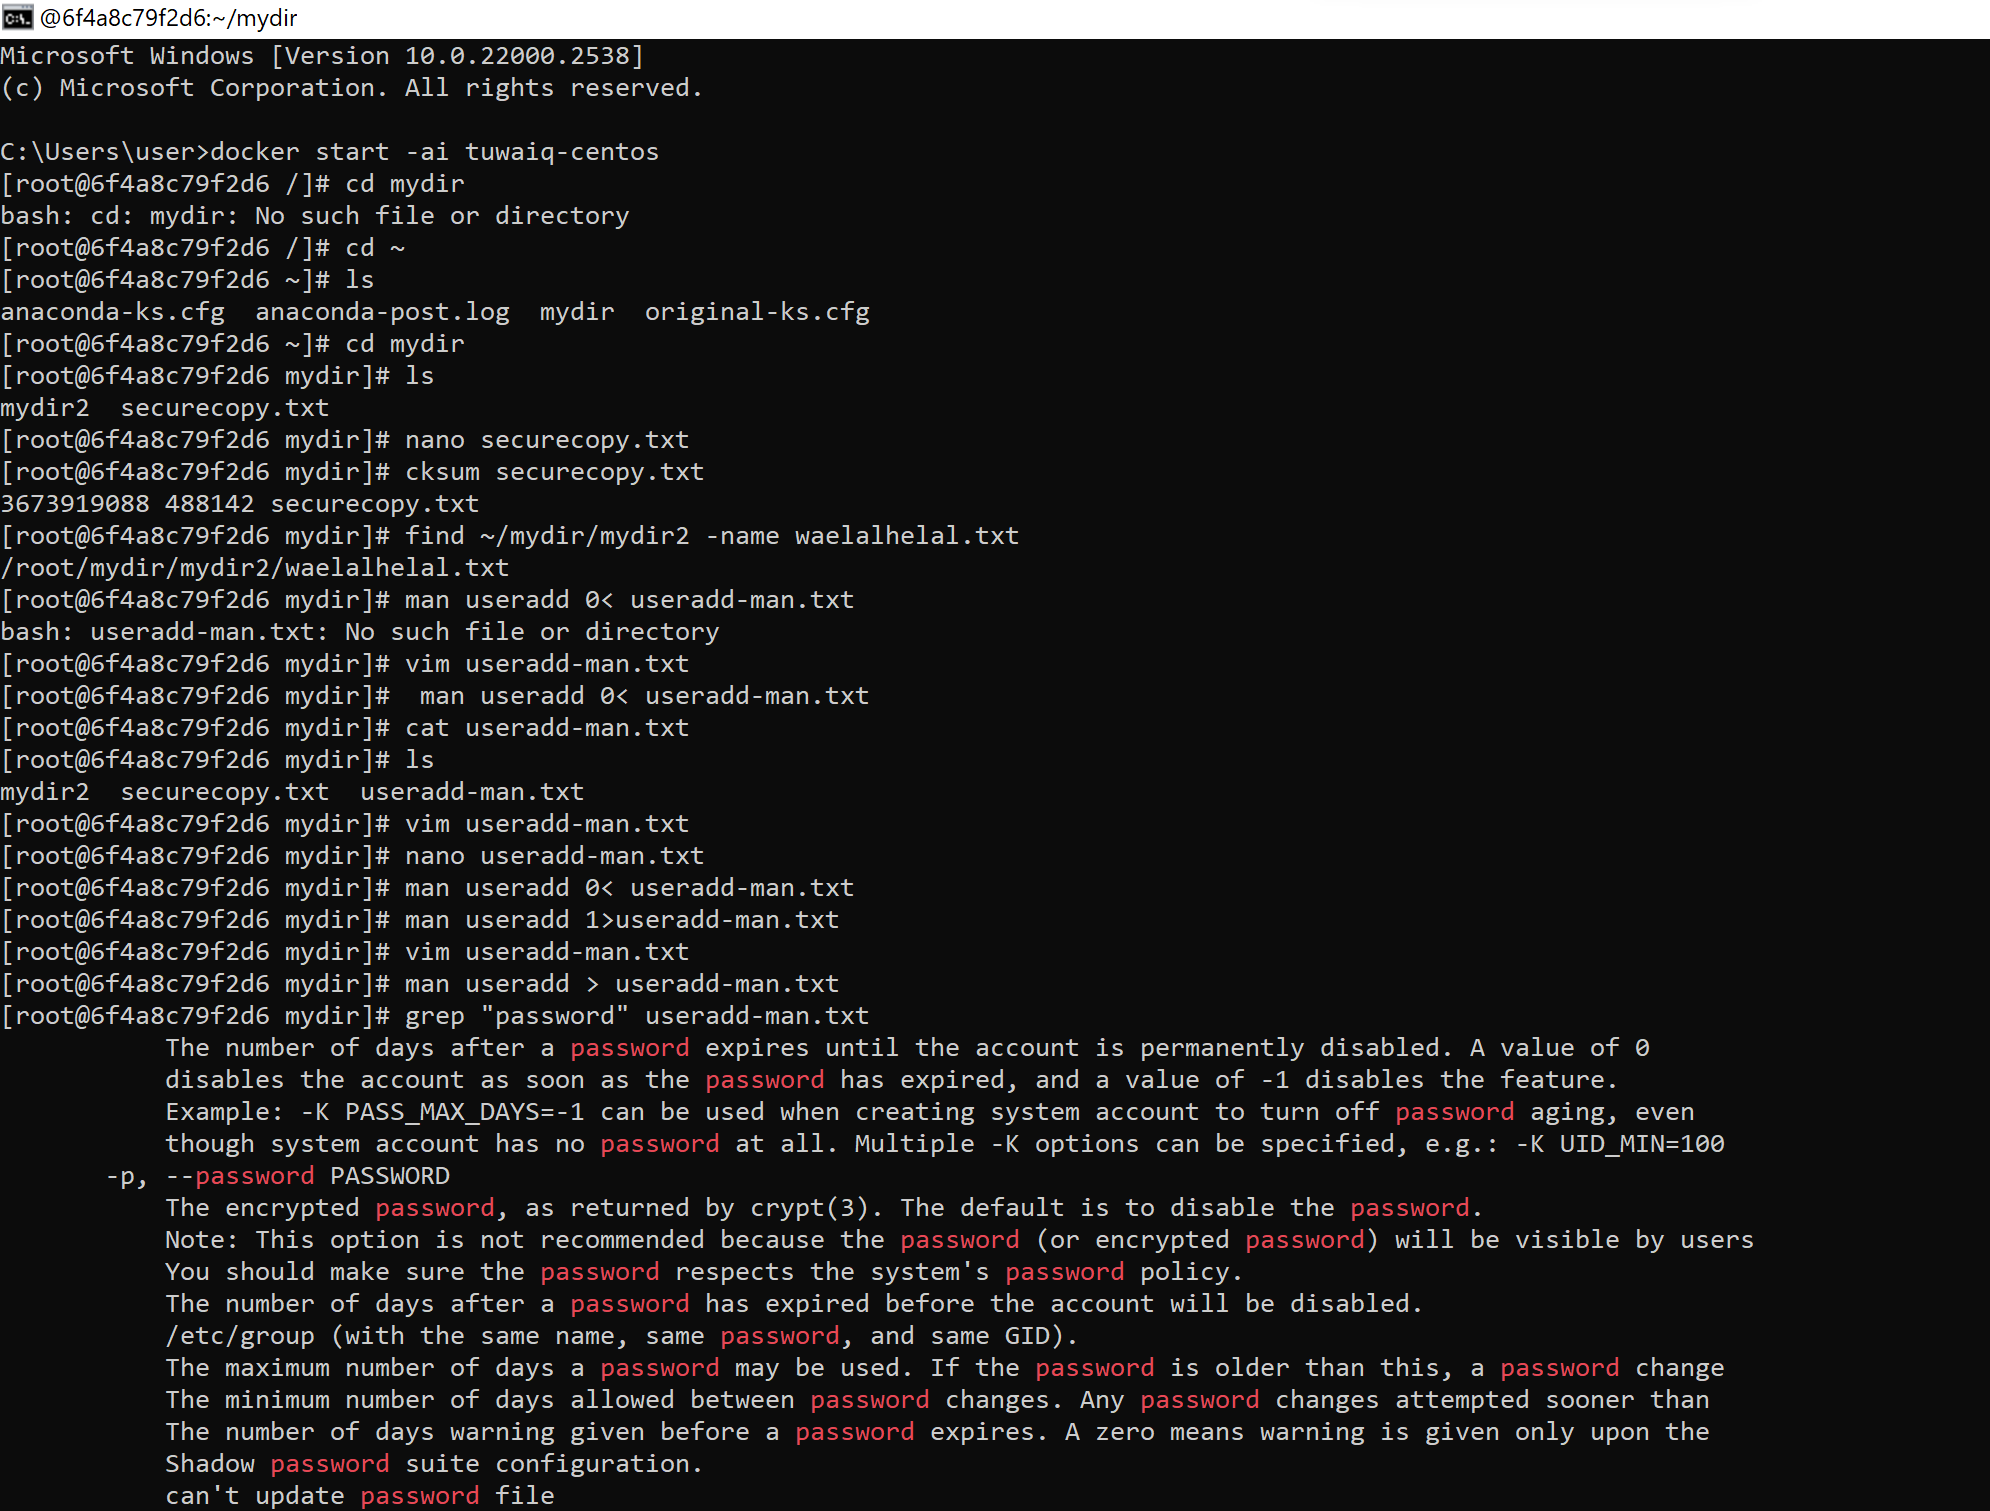 @6f4a8c79f2d6:~/mydir
Microsoft Windows [Version 10.0.22000.2538]
(c) Microsoft Corporation. All rights reserved.
C:\Users\user>docker start -ai tuwaiq-centos
[root@6f4a8c79f2d6 /]# cd mydir
bash: cd: mydir: No such file or directory
[root@6f4a8c79f2d6 /]# cd ~
[root@6f4a8c79f2d6 ~]# ls
anaconda-ks.cfg  anaconda-post.log  mydir  original-ks.cfg
[root@6f4a8c79f2d6 ~]# cd mydir
[root@6f4a8c79f2d6 mydir]# ls
mydir2  securecopy.txt
[root@6f4a8c79f2d6 mydir]# nano securecopy.txt
[root@6f4a8c79f2d6 mydir]# cksum securecopy.txt
3673919088 488142 securecopy.txt
[root@6f4a8c79f2d6 mydir]# find ~/mydir/mydir2 -name waelalhelal.txt
/root/mydir/mydir2/waelalhelal.txt
[root@6f4a8c79f2d6 mydir]# man useradd 0< useradd-man.txt
bash: useradd-man.txt: No such file or directory
[root@6f4a8c79f2d6 mydir]# vim useradd-man.txt
[root@6f4a8c79f2d6 mydir]#  man useradd 0< useradd-man.txt
[root@6f4a8c79f2d6 mydir]# cat useradd-man.txt
[root@6f4a8c79f2d6 mydir]# ls
mydir2  securecopy.txt  useradd-man.txt
[root@6f4a8c79f2d6 mydir]# vim useradd-man.txt
[root@6f4a8c79f2d6 mydir]# nano useradd-man.txt
[root@6f4a8c79f2d6 mydir]# man useradd 0< useradd-man.txt
[root@6f4a8c79f2d6 mydir]# man useradd 1>useradd-man.txt
[root@6f4a8c79f2d6 mydir]# vim useradd-man.txt
[root@6f4a8c79f2d6 mydir]# man useradd > useradd-man.txt
[root@6f4a8c79f2d6 mydir]# grep "password" useradd-man.txt
The number of days after a password expires until the account is permanently disabled. A value of 0
disables the account as soon as the password has expired, and a value of -1 disables the feature.
Example: -K PASS_MAX_DAYS=-1 can be used when creating system account to turn off password aging, even
though system account has no password at all. Multiple -K options can be specified, e.g.: -K UID_MIN=100
-p, --password PASSWORD
The encrypted password, as returned by crypt(3). The default is to disable the password.
Note: This option is not recommended because the password (or encrypted password) will be visible by users
You should make sure the password respects the system's password policy.
The number of days after a password has expired before the account will be disabled.
/etc/group (with the same name, same password, and same GID).
The maximum number of days a password may be used. If the password is older than this, a password change
The minimum number of days allowed between password changes. Any password changes attempted sooner than
The number of days warning given before a password expires. A zero means warning is given only upon the
Shadow password suite configuration.
can't update password file